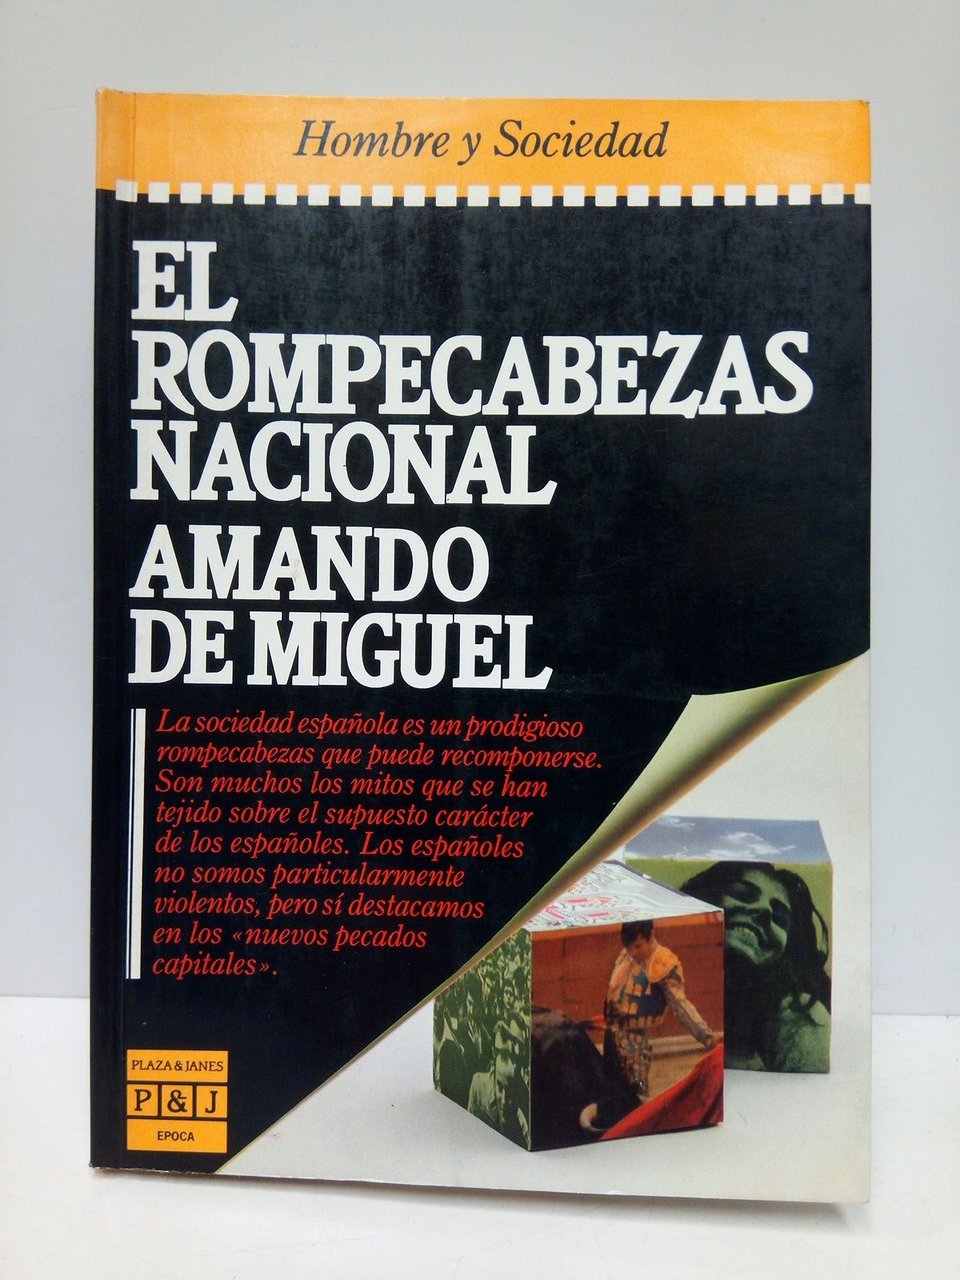 Hombre y Sociedad
EL
ROMPECABEZAS
NACIONAL
AMANDO
DE MIGUEL
La sociedad española es un prodigioso
rompecabezas que puede recomponerse.
Son muchos los mitos que se han
tejido sobre el supuesto carácter
de los españoles. Los españoles
no somos particularmente
violentos, pero sí destacamos
en los «nuevos pecados
capitales».
PLAZA & JANES
P & J
EPOCA